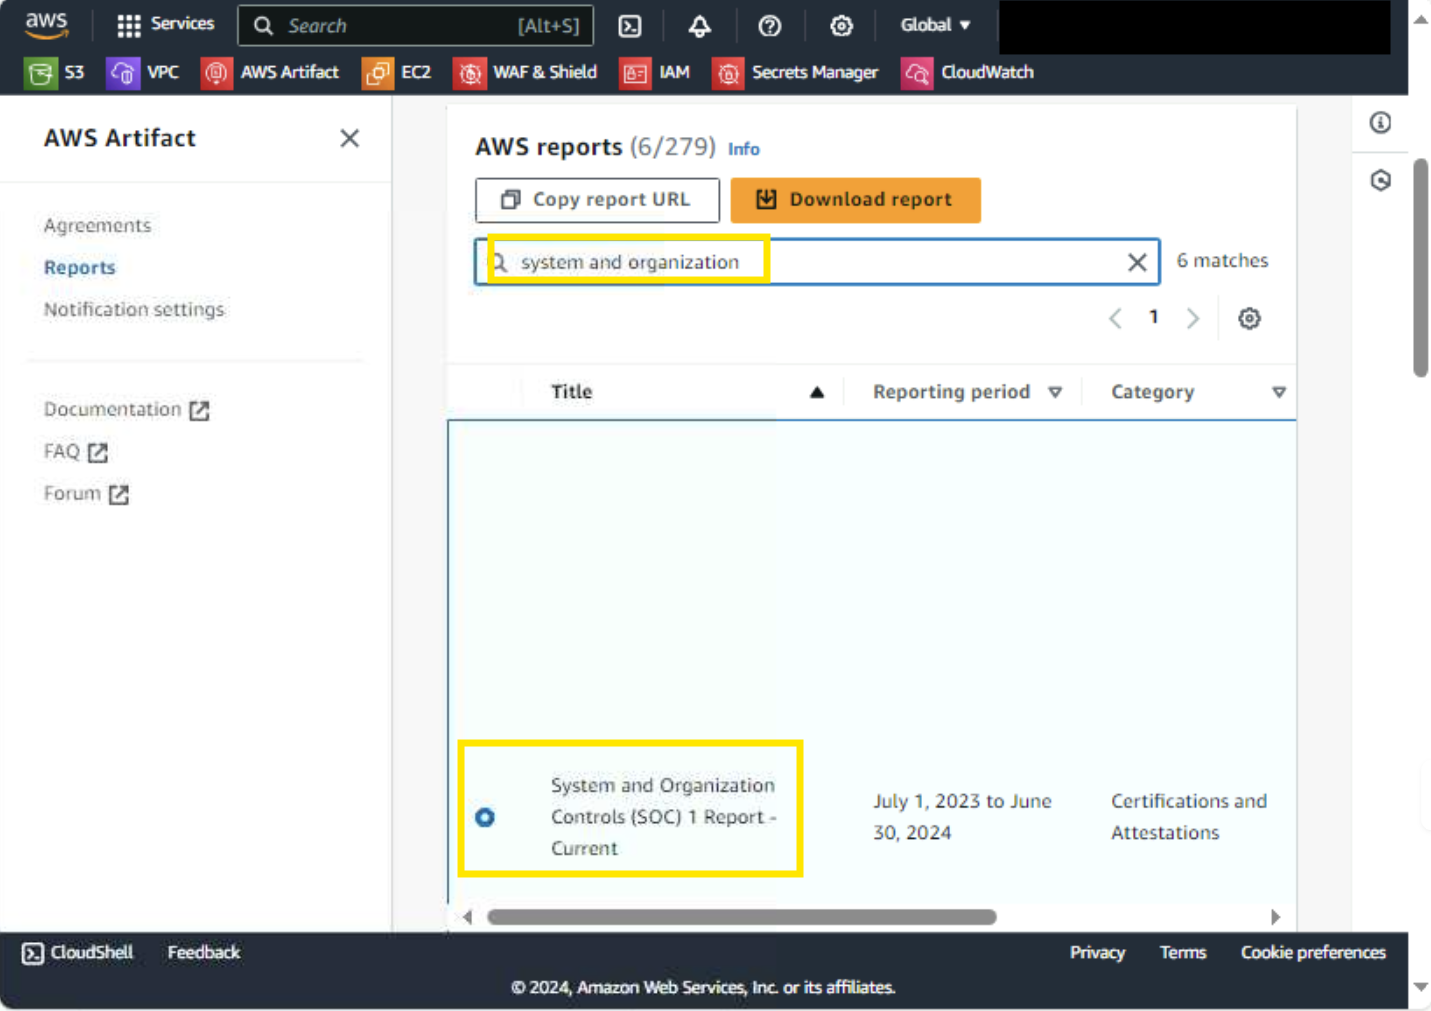 aws
Services
Search [Alt+S]
Global
S3
VPC
AWS Artifact
EC2
WAF & Shield
IAM
Secrets Manager
CloudWatch
AWS Artifact
Agreements
Reports
Notification settings
Documentation
FAQ
Forum
AWS reports (6/279) Info
Copy report URL
Download report
system and organization
6 matches
1
Title
Reporting period
Category
System and Organization
Controls (SOC) 1 Report -
Current
July 1, 2023 to June
30, 2024
Certifications and
Attestations
CloudShell
Feedback
Privacy
Terms
Cookie preferences
© 2024, Amazon Web Services, Inc. or its affiliates.